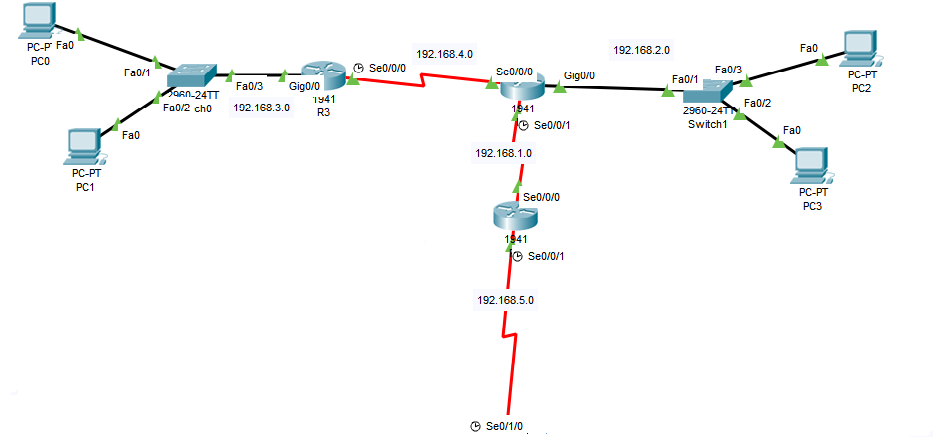 PC-PT
PC0
Fa0
Fa0/1
2960-24TT
Fa0/2
ch0
Fa0/3
192.168.3.0
Gig0/0
1941
R3
Se0/0/0
192.168.4.0
Se0/0/0
1941
Gig0/0
192.168.2.0
Fa0/1
Fa0/3
Fa0
PC-PT
PC2
2960-24TT
Switch1
Fa0/2
Fa0
PC-PT
PC3
Fa0
PC-PT
PC1
Se0/0/1
192.168.1.0
Se0/0/0
1941
Se0/0/1
192.168.5.0
Se0/1/0